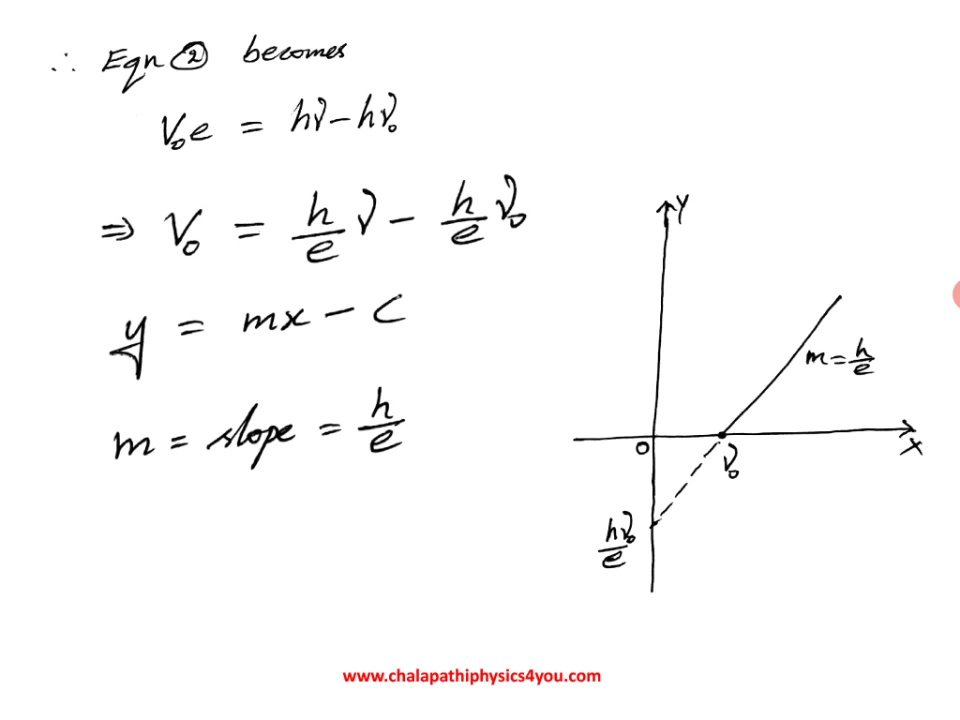 ∴ Eqn ② becomes
V₀e = hν − hν₀
⇒ V₀ = h/e ν − h/e ν₀
y = mx − c
m = slope = h/e
Y
m = h/e
O
ν₀
X
hν₀/e
www.chalapathiphysics4you.com